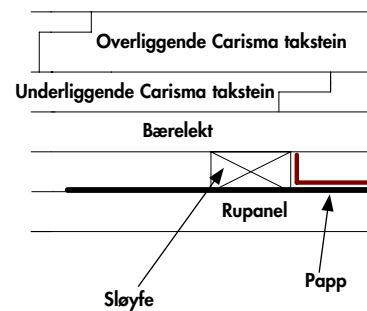 Overliggende Carisma takstein
Underliggende Carisma takstein
Bærelekt
Rupanel
Papp
Sløyfe